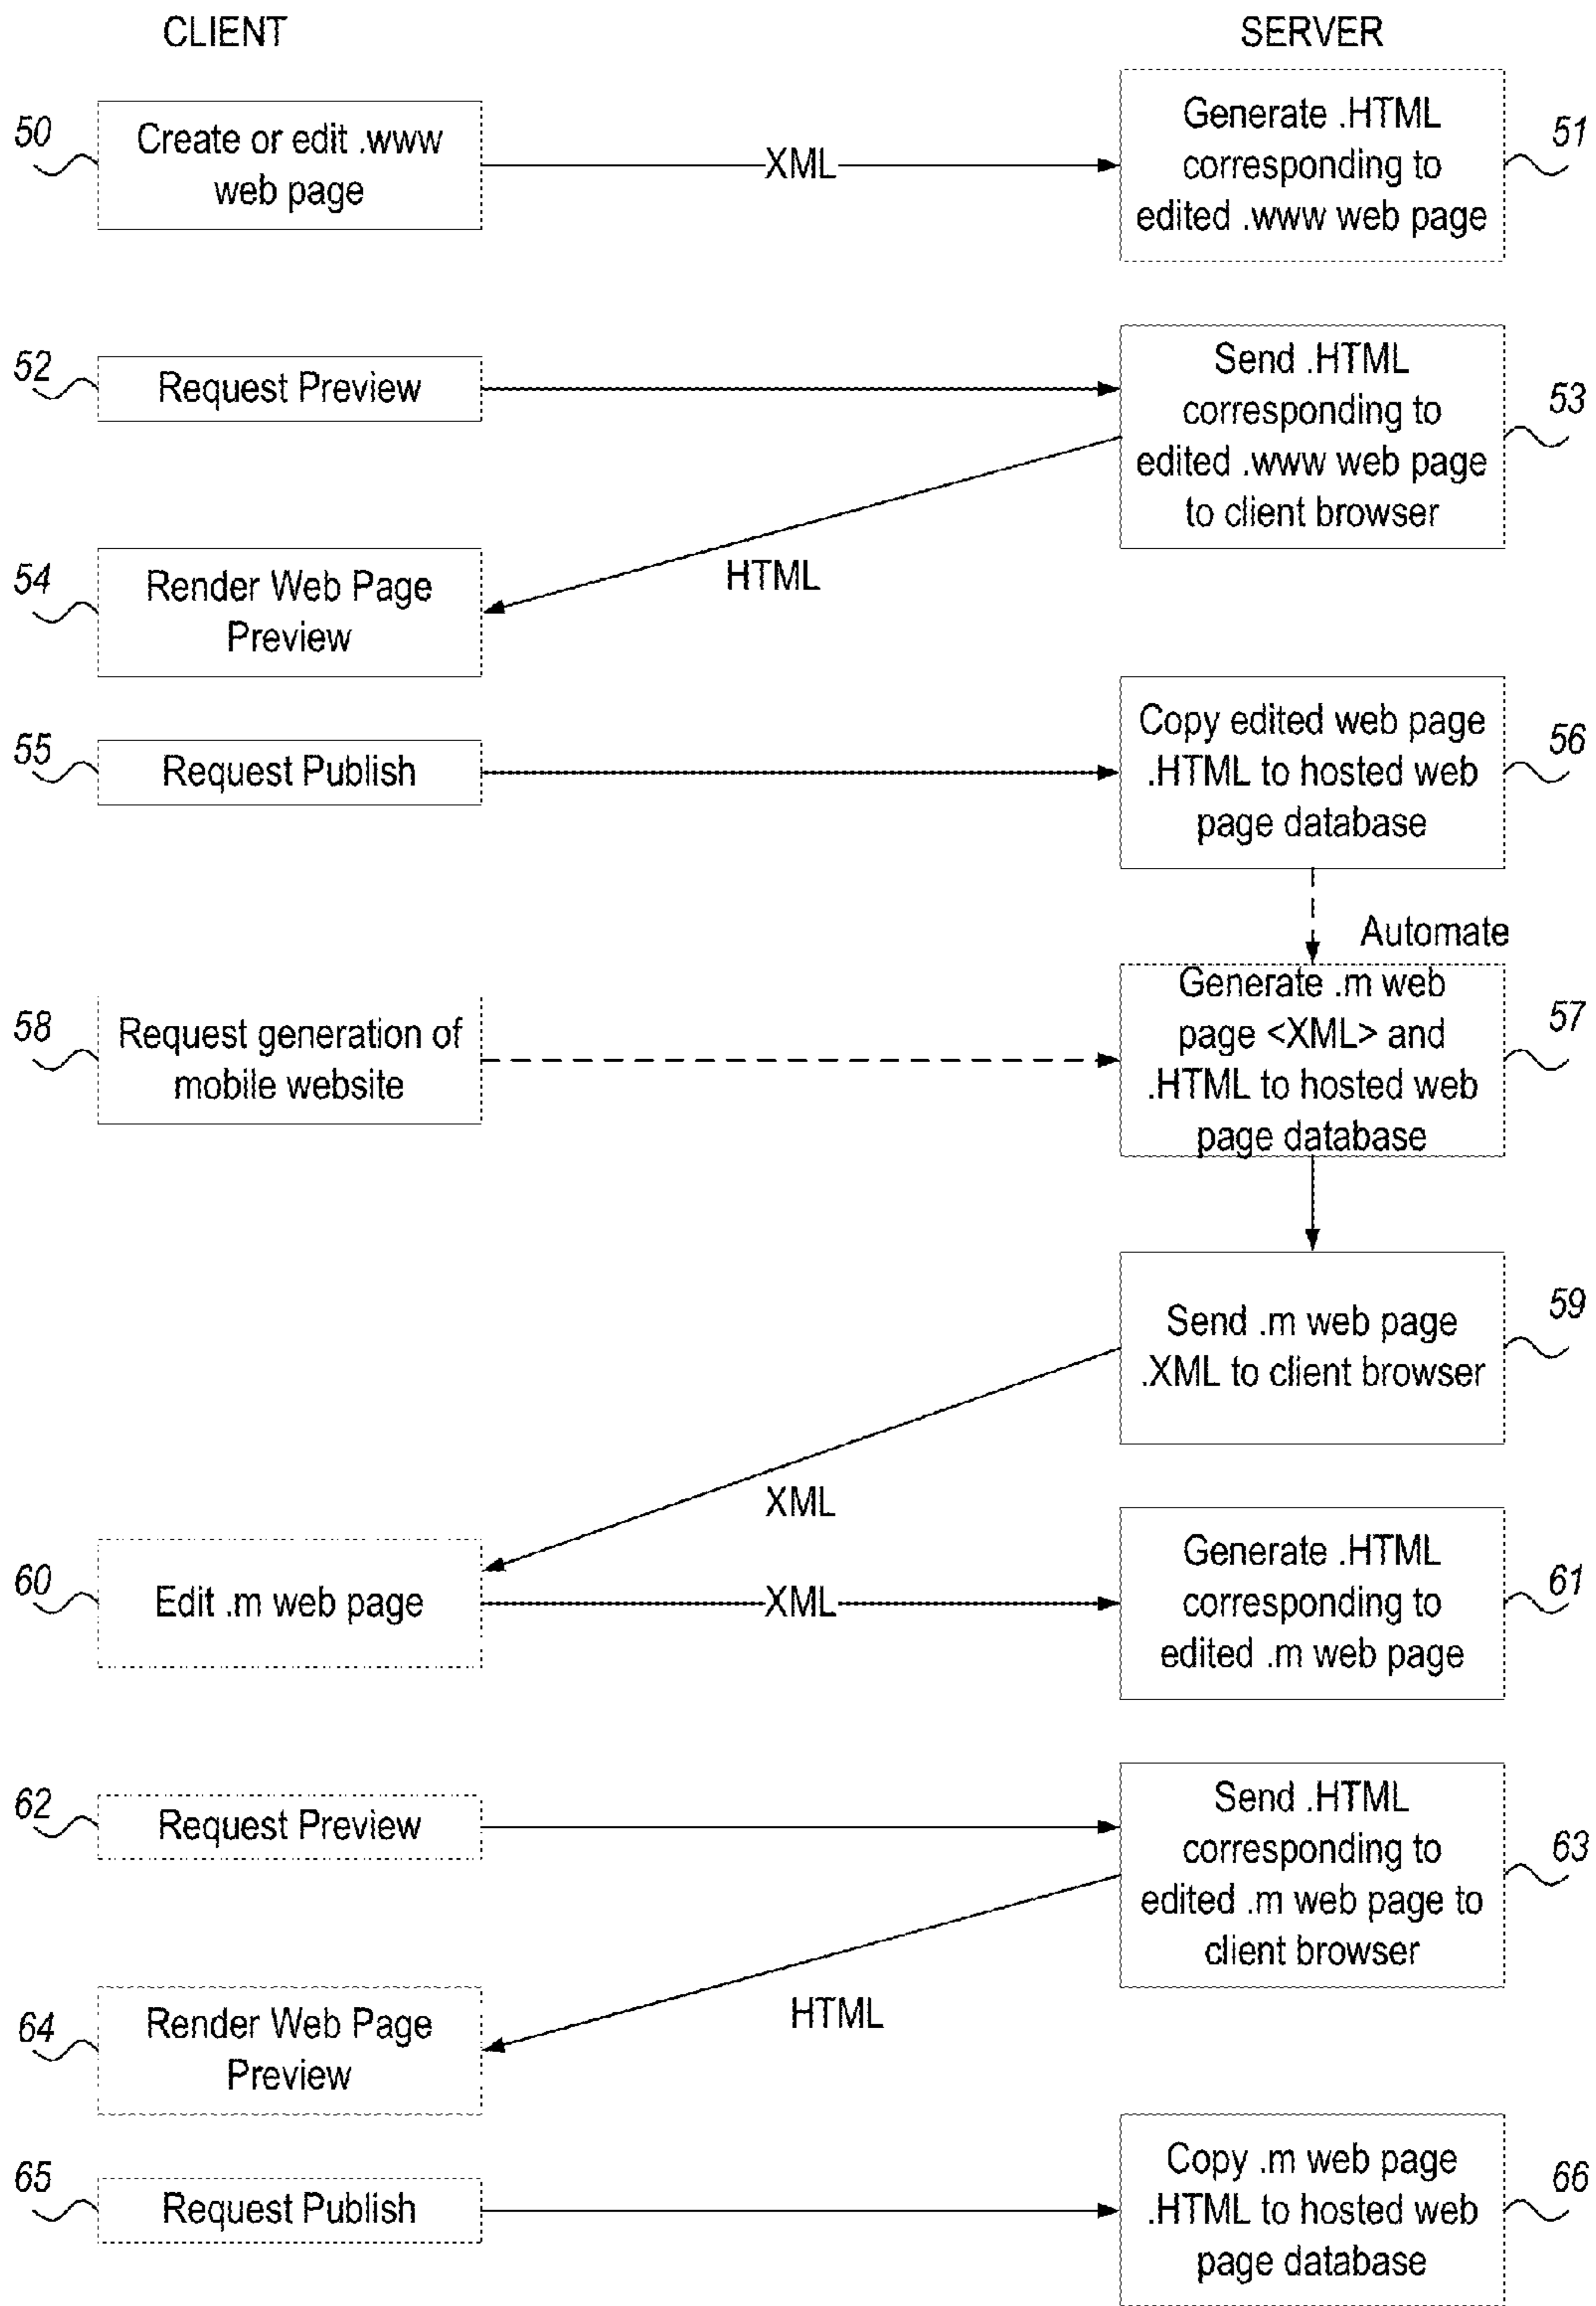 CLIENT
SERVER
50
Create or edit .www
web page
XML
Generate .HTML
corresponding to
edited .www web page
51
52
Request Preview
Send .HTML
corresponding to
edited .www web page
to client browser
53
54
Render Web Page
Preview
HTML
55
Request Publish
Copy edited web page
.HTML to hosted web
page database
56
Automate
58
Request generation of
mobile website
Generate .m web
page <XML> and
.HTML to hosted web
page database
57
Send .m web page
.XML to client browser
59
XML
60
Edit .m web page
XML
Generate .HTML
corresponding to
edited .m web page
61
62
Request Preview
Send .HTML
corresponding to
edited .m web page to
client browser
63
64
Render Web Page
Preview
HTML
65
Request Publish
Copy .m web page
.HTML to hosted web
page database
66